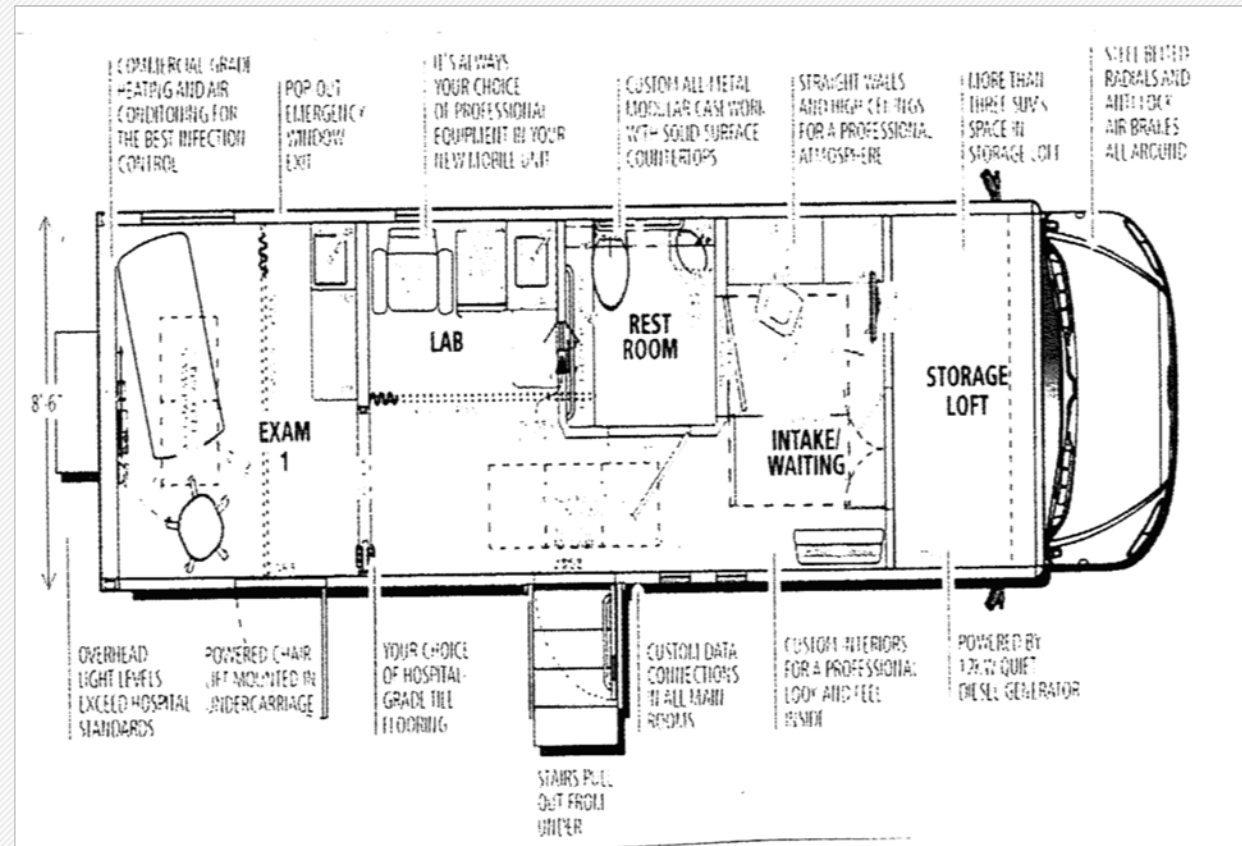 COMMERCIAL GRADE
HEATING AND AIR
CONDITIONING FOR
THE BEST INFECTION
CONTROL
POP OUT
EMERGENCY
WINDOW
EXIT
IT'S ALWAYS
YOUR CHOICE
OF PROFESSIONAL
EQUIPMENT IN YOUR
NEW MOBILE UNIT
CUSTOM ALL-METAL
MODULAR CASEWORK
WITH SOLID SURFACE
COUNTERTOPS
STRAIGHT WALLS
AND HIGH CEILINGS
FOR A PROFESSIONAL
ATMOSPHERE
MORE THAN
THREE SUV'S
SPACE IN
STORAGE LOFT
STEEL BELTED
RADIALS AND
ANTI LOCK
AIR BRAKES
ALL AROUND
8'-6"
EXAM
1
LAB
REST
ROOM
INTAKE/
WAITING
STORAGE
LOFT
OVERHEAD
LIGHT LEVELS
EXCEED HOSPITAL
STANDARDS
POWERED CHAIR
LIFT MOUNTED IN
UNDERCARRIAGE
YOUR CHOICE
OF HOSPITAL-
GRADE TILE
FLOORING
STAIRS PULL
OUT FROM
UNDER
CUSTOM DATA
CONNECTIONS
IN ALL MAIN
ROOMS
CUSTOM INTERIORS
FOR A PROFESSIONAL
LOOK AND FEEL
INSIDE
POWERED BY
12KW QUIET
DIESEL GENERATOR